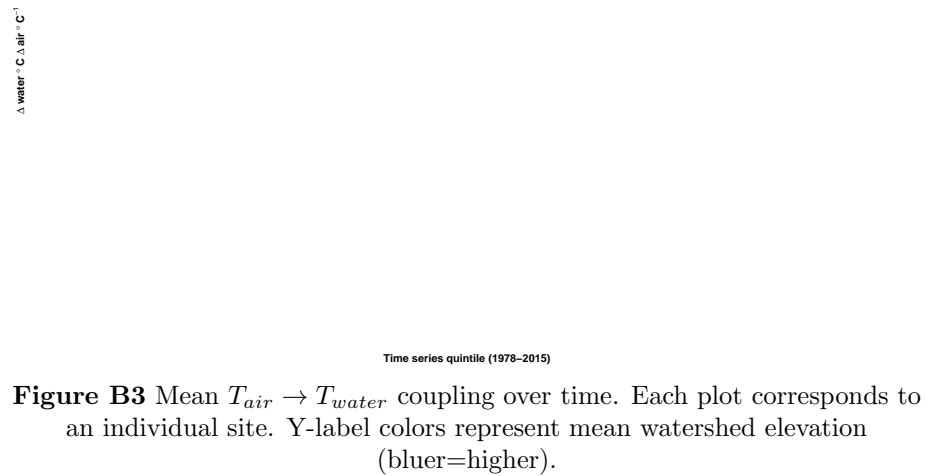 Δ water °C Δ air °C⁻¹
Time series quintile (1978−2015)
Figure B3 Mean T_air → T_water coupling over time. Each plot corresponds to
an individual site. Y-label colors represent mean watershed elevation
(bluer=higher).